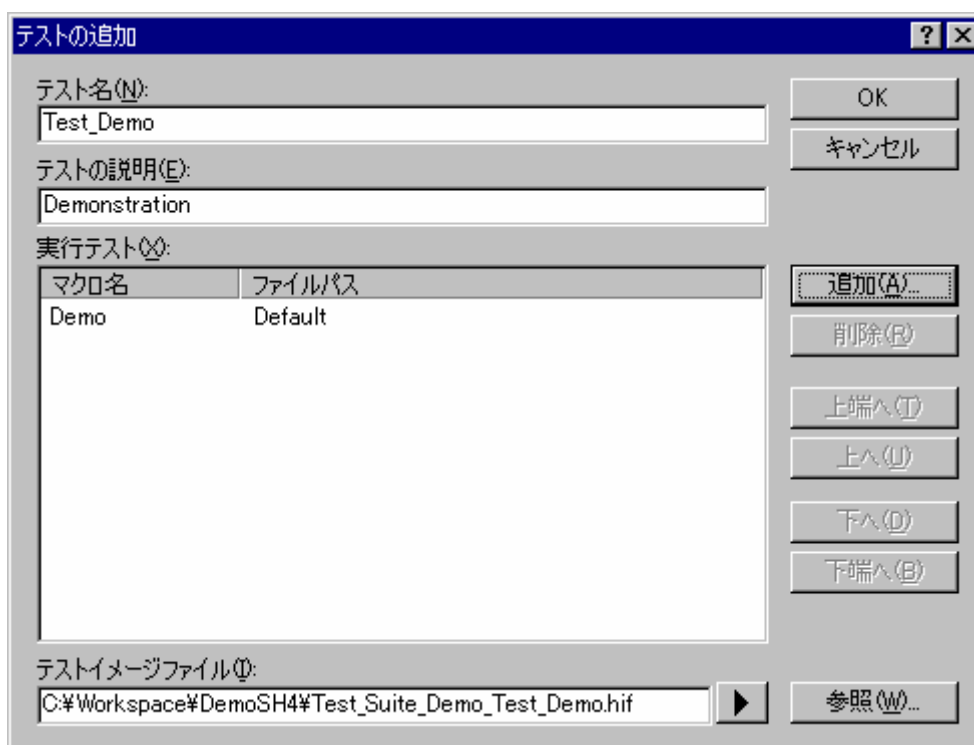 テストの追加
テスト名(N):
Test_Demo
テストの説明(E):
Demonstration
実行テスト(X):
マクロ名 ファイルパス
Demo Default
テストイメージファイル(I):
C:¥Workspace¥DemoSH4¥Test_Suite_Demo_Test_Demo.hif
OK
キャンセル
追加(A)...
削除(R)
上端へ(T)
上へ(U)
下へ(D)
下端へ(B)
参照(W)...